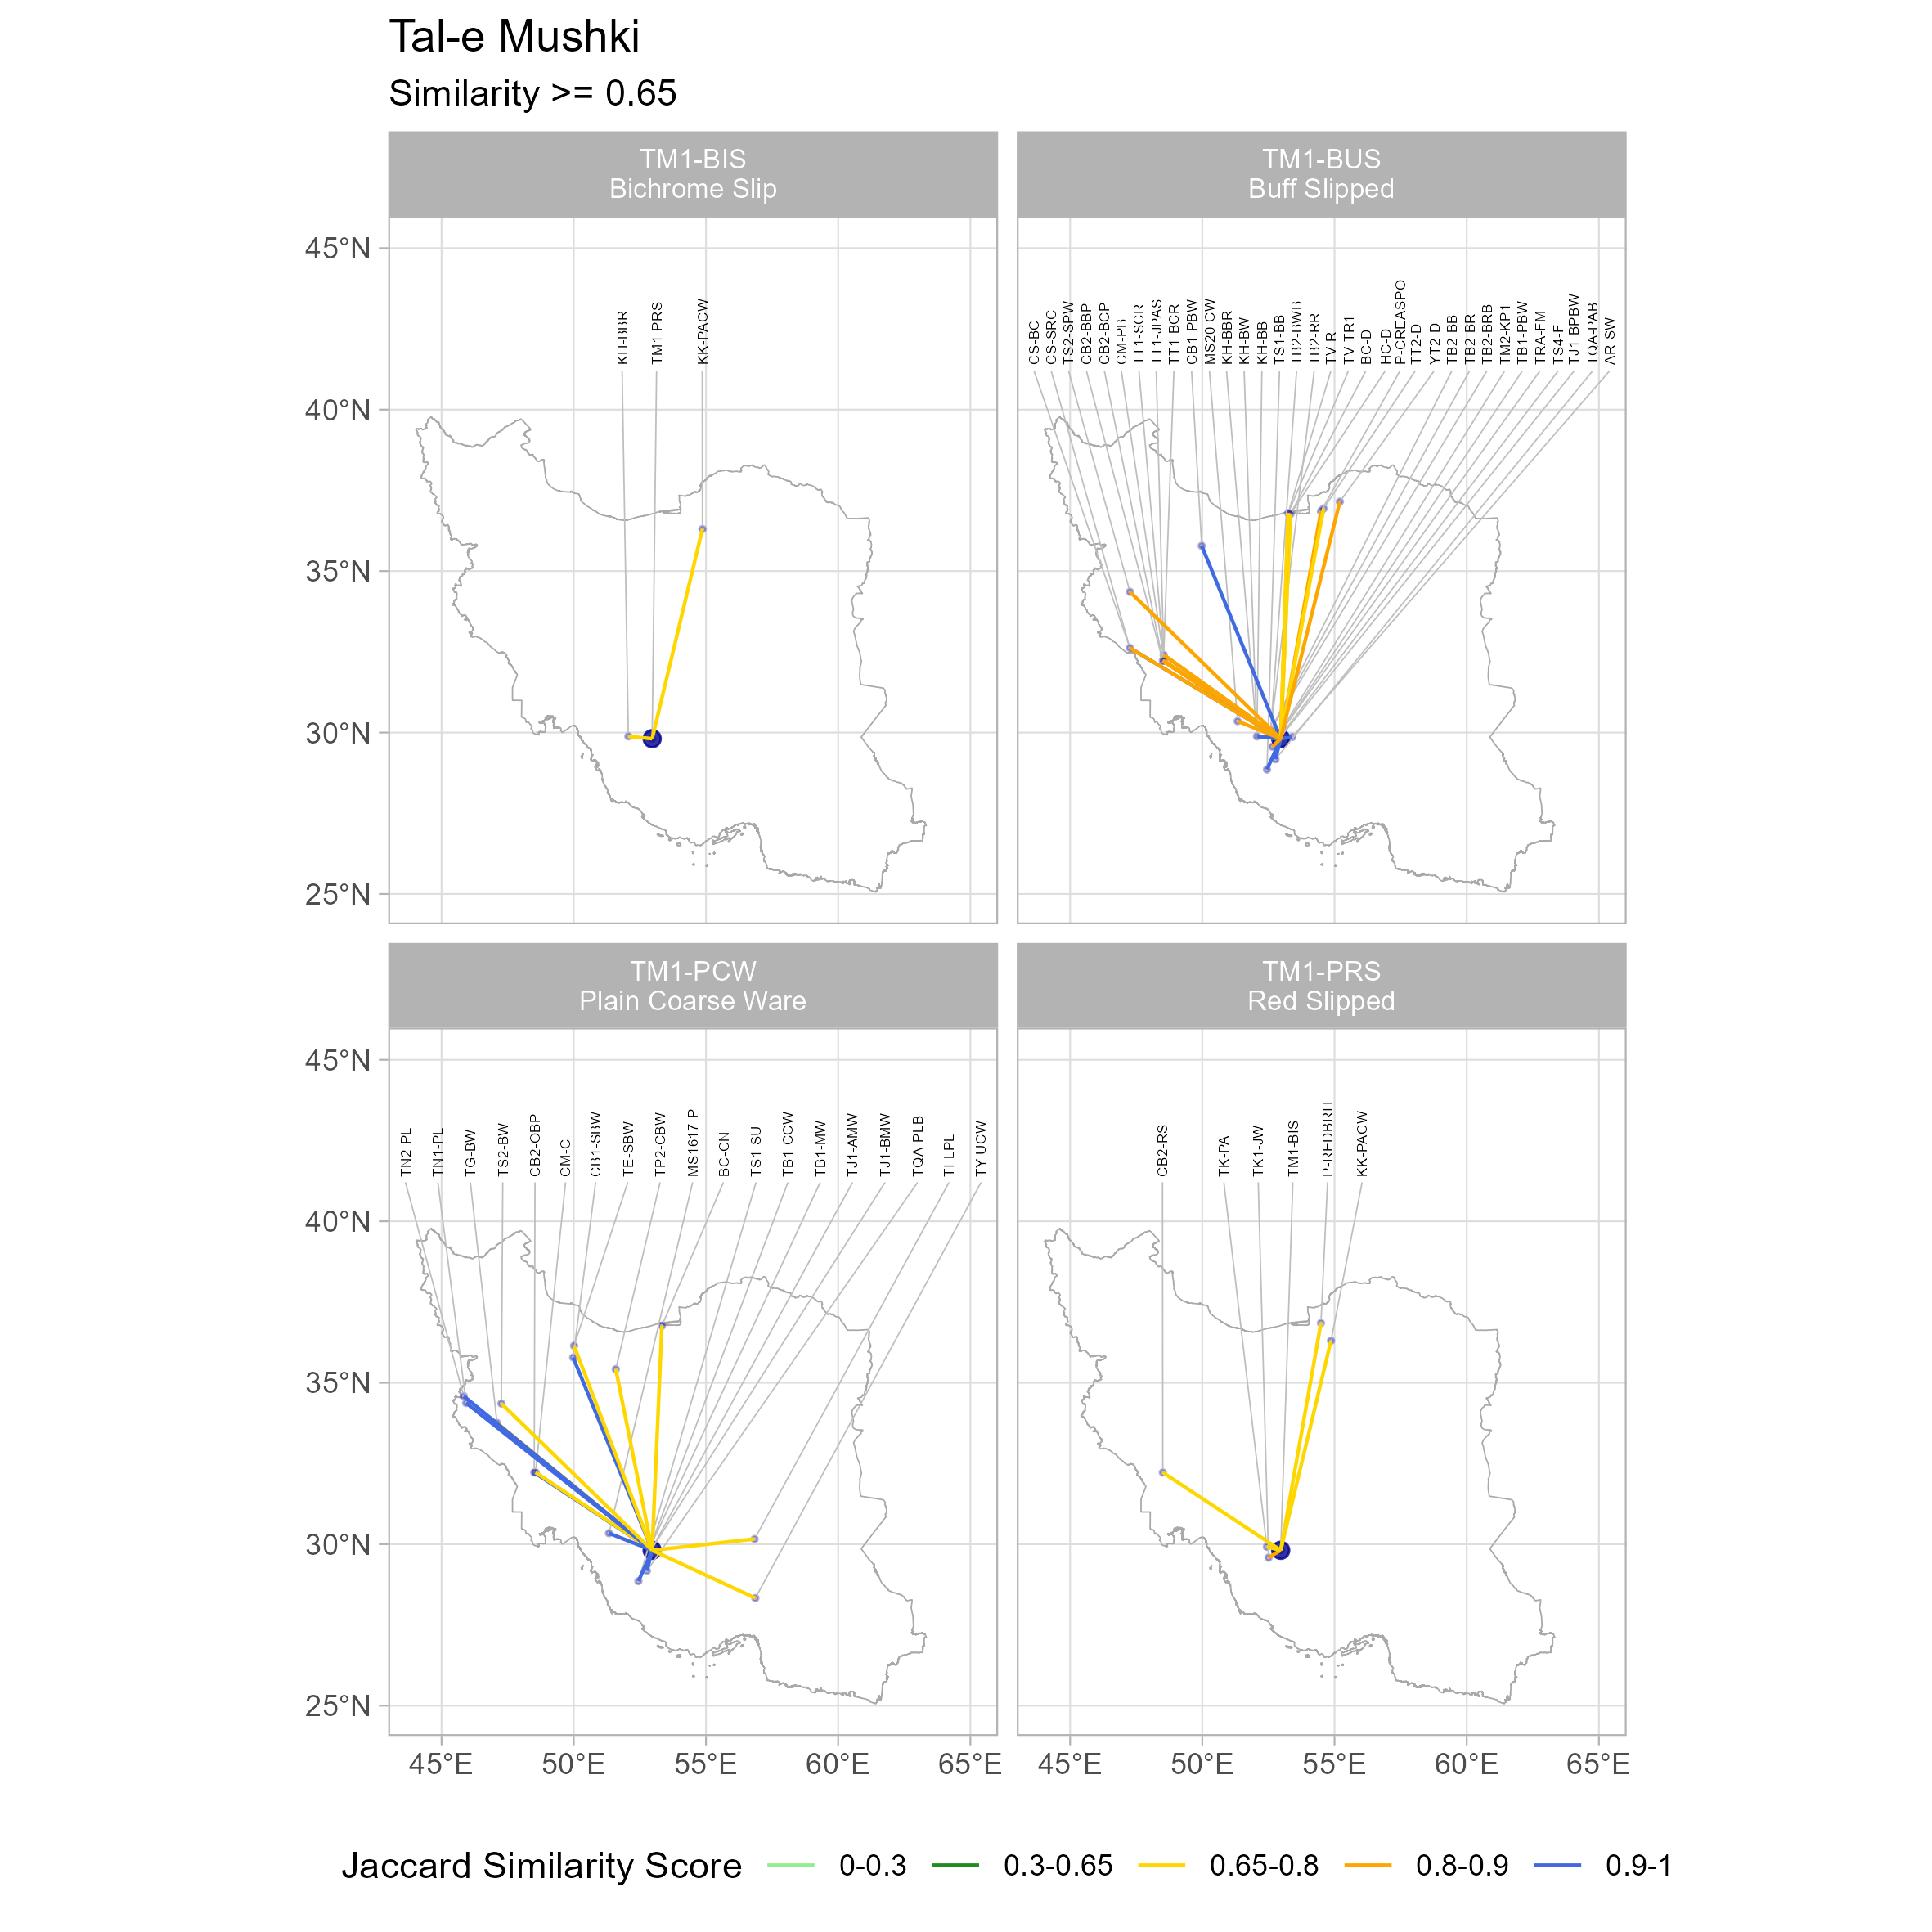 Tal-e Mushki
Similarity >= 0.65
TM1-BIS
Bichrome Slip
TM1-BUS
Buff Slipped
45°N
40°N
35°N
30°N
25°N
KH-BBR
TM1-PRS
KK-PACW
CS-BC
CS-SRC
TS2-SPW
CB2-BBP
CB2-BCP
CM-PB
TT1-SCR
TT1-JPAS
TT1-BCR
CB1-PBW
MS20-CW
KH-BBR
KH-BW
KH-BB
TS1-BB
TB2-BWB
TB2-RR
TV-R
TV-TR1
BC-D
HC-D
P-CREASPO
TT2-D
YT2-D
TB2-BB
TB2-BR
TB2-BRB
TM2-KP1
TB1-PBW
TRA-FM
TS4-F
TJ1-BPBW
TQA-PAB
AR-SW
TM1-PCW
Plain Coarse Ware
TM1-PRS
Red Slipped
45°N
40°N
35°N
30°N
25°N
TN2-PL
TN1-PL
TG-BW
TS2-BW
CB2-OBP
CM-C
CB1-SBW
TE-SBW
TP2-CBW
MS1617-P
BC-CN
TS1-SU
TB1-CCW
TB1-MW
TJ1-AMW
TJ1-BMW
TQA-PLB
TI-LPL
TY-UCW
CB2-RS
TK-PA
TK1-JW
TM1-BIS
P-REDBRIT
KK-PACW
45°E 50°E 55°E 60°E 65°E
45°E 50°E 55°E 60°E 65°E
Jaccard Similarity Score 0-0.3 0.3-0.65 0.65-0.8 0.8-0.9 0.9-1